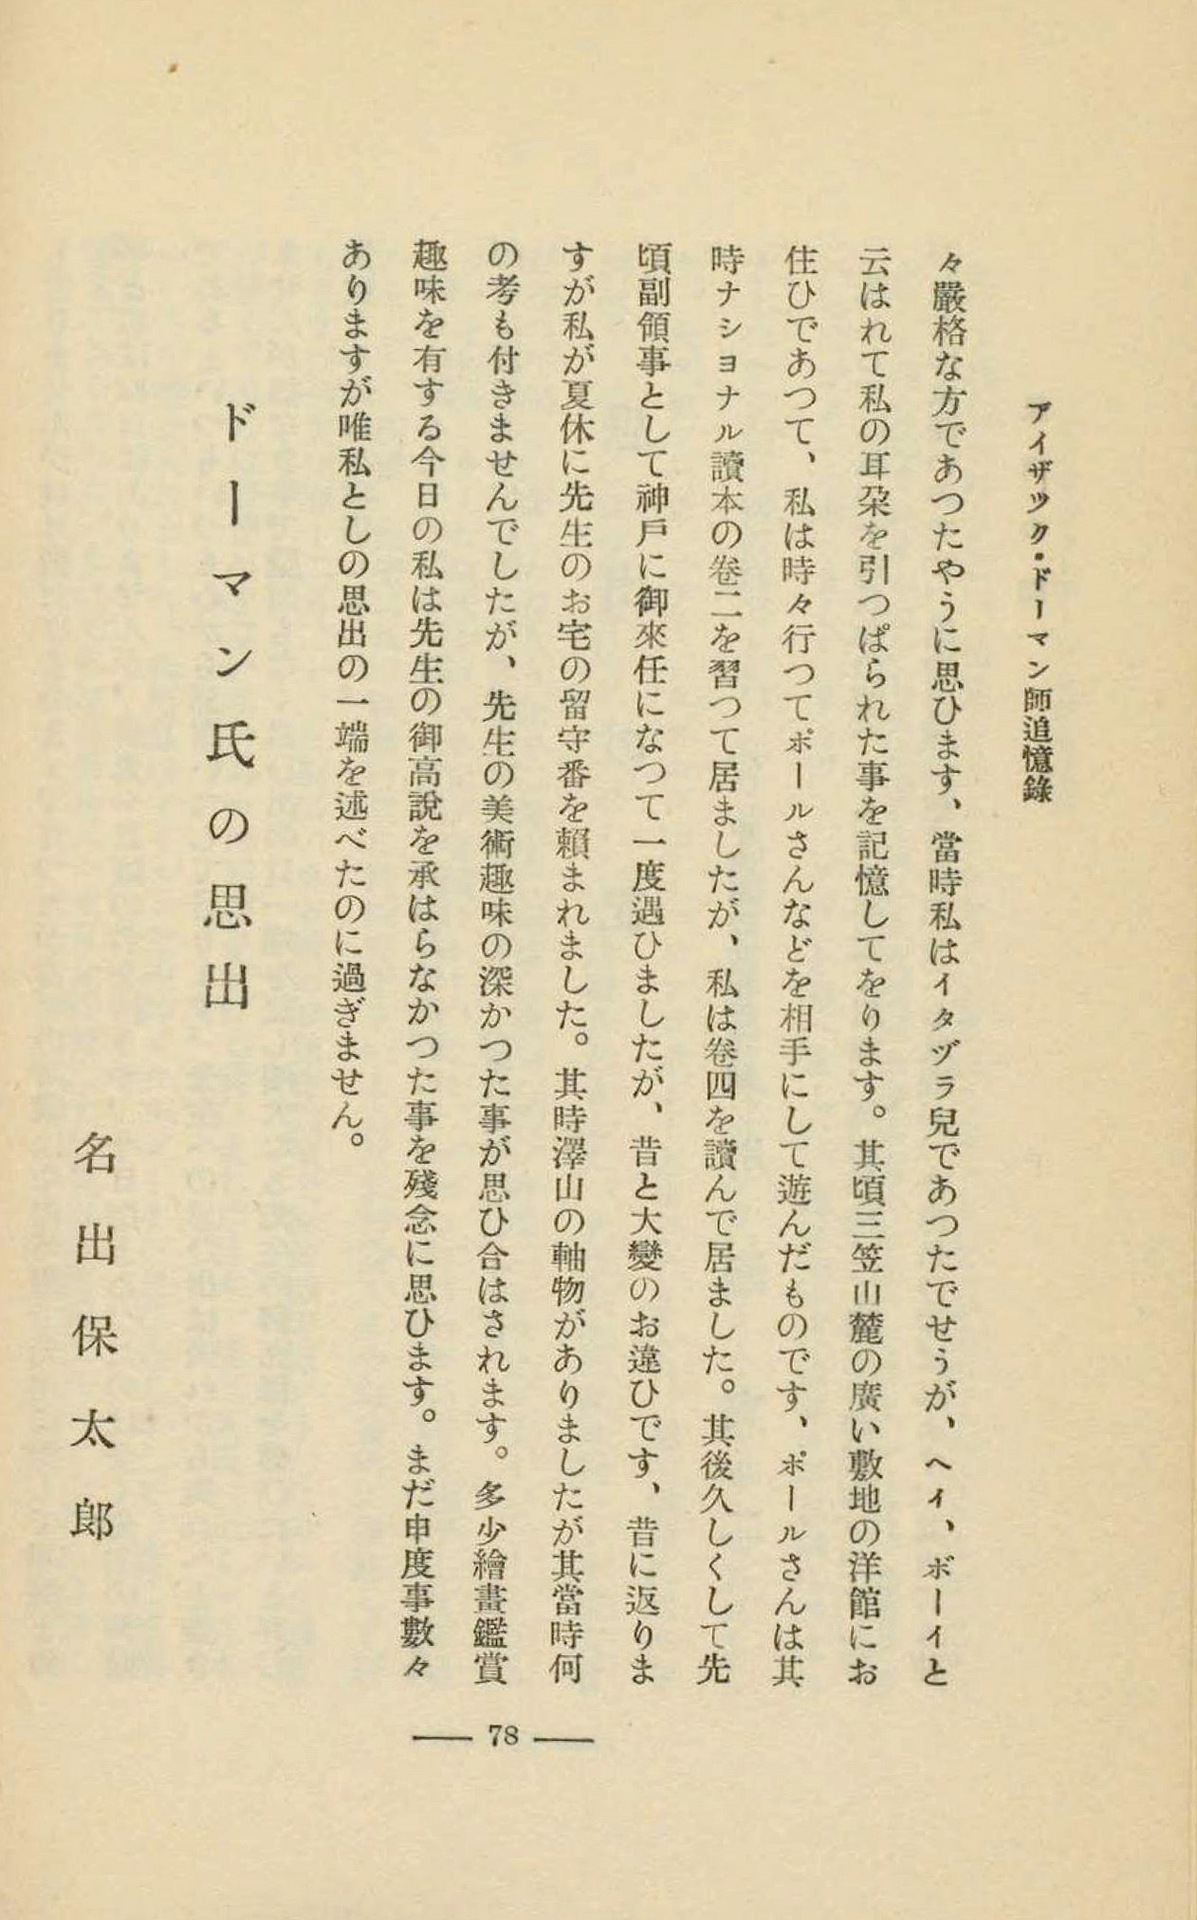 アイザック・ドーマン師追憶錄
々嚴格な方であつたやうに思ひます、當時私はイタヅラ兒であつたでせうが、ヘイ、ボーイと
云はれて私の耳朶を引つぱられた事を記憶してをります。其頃三笠山麓の廣い敷地の洋館にお
住ひであつて、私は時々行つてポールさんなどを相手にして遊んだものです、ポールさんは其
時ナショナル讀本の卷二を習つて居ましたが、私は卷四を讀んで居ました。其後久しくして先
頃副領事として神戶に御來任になつて一度遇ひましたが、昔と大變のお違ひです、昔に返りま
すが私が夏休に先生のお宅の留守番を賴まれました。其時澤山の軸物がありましたが其當時何
の考も付きませんでしたが、先生の美術趣味の深かつた事が思ひ合はされます。多少繪畫鑑賞
趣味を有する今日の私は先生の御高說を承はらなかつた事を殘念に思ひます。まだ申度事數々
ありますが唯私としの思出の一端を述べたのに過ぎません。
ドーマン氏の思出
名出保太郎
78